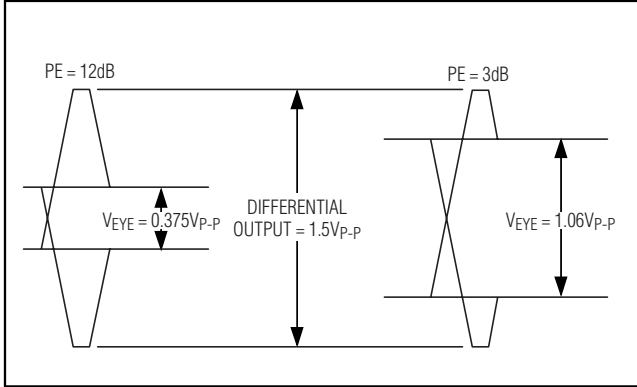 PE = 12dB
PE = 3dB
VEYE = 0.375VP-P
DIFFERENTIAL
OUTPUT = 1.5VP-P
VEYE = 1.06VP-P